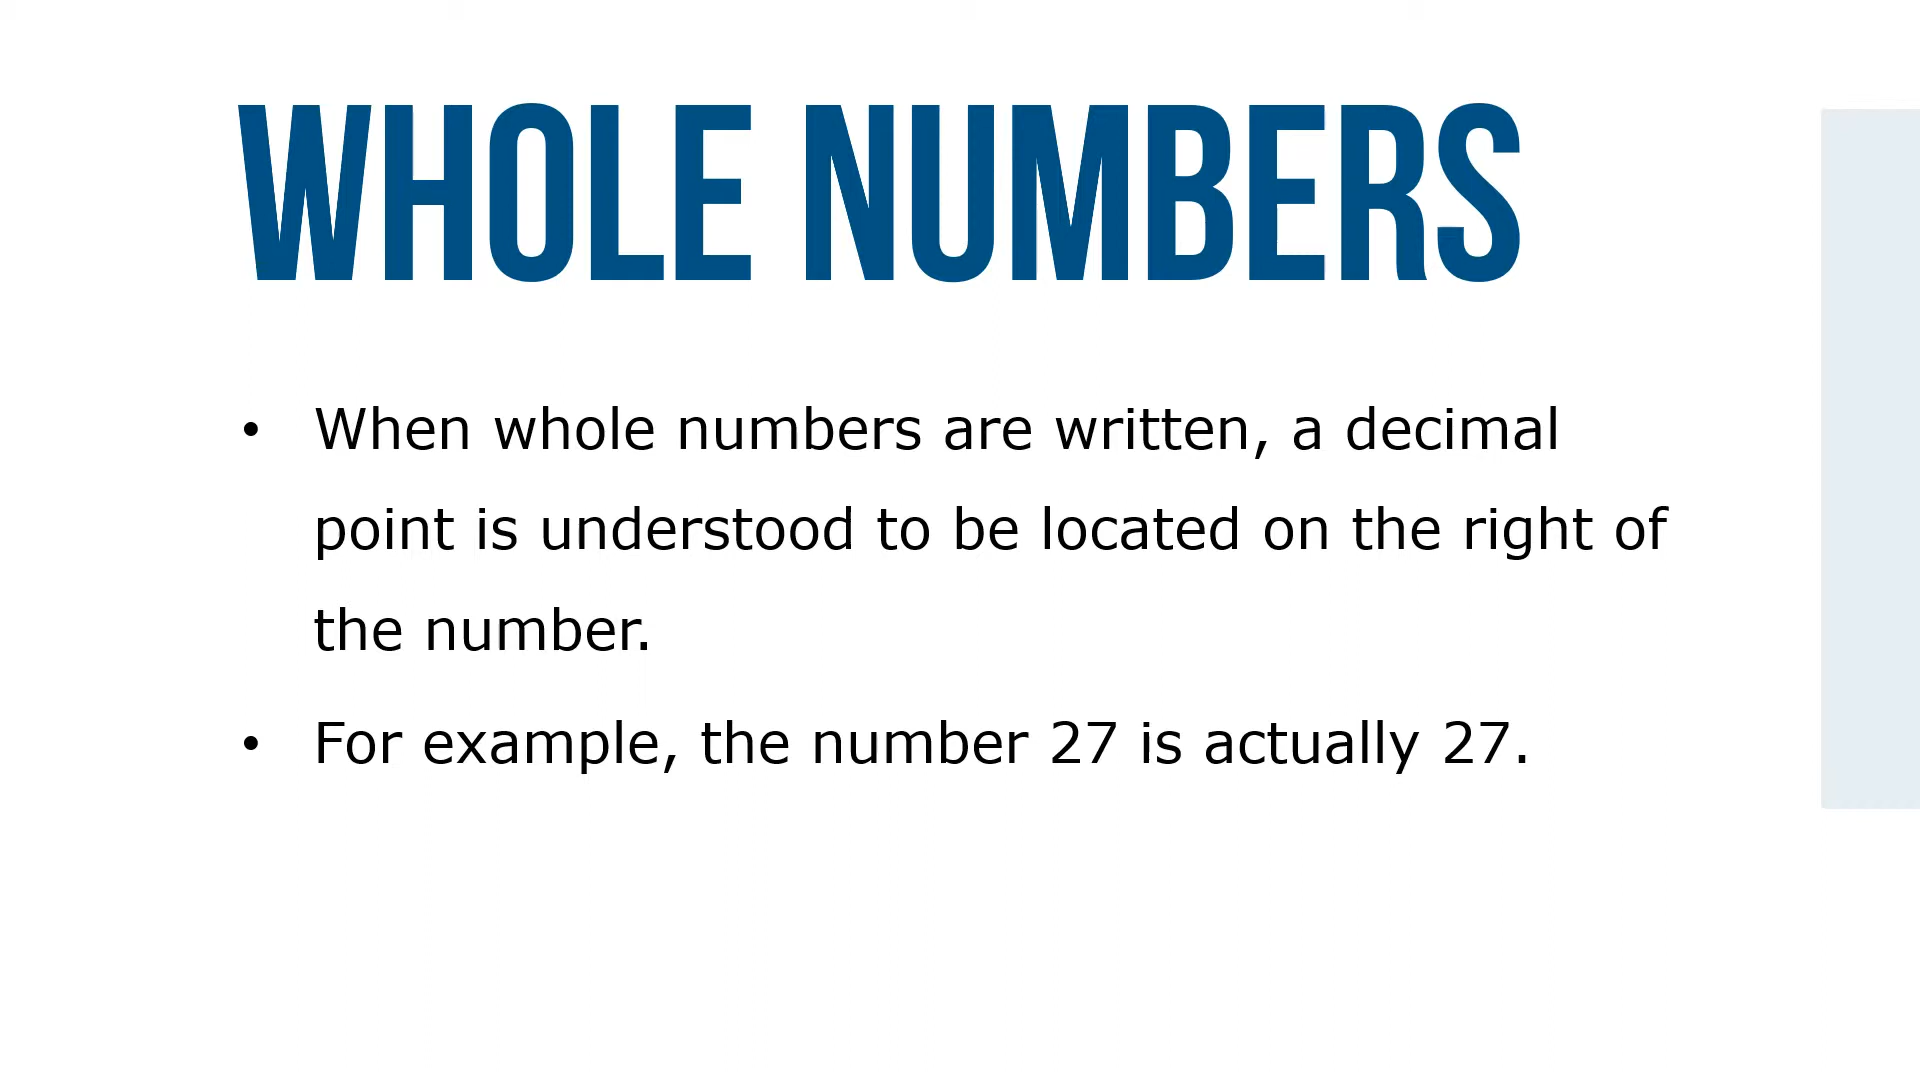 WHOLE NUMBERS
• When whole numbers are written, a decimal
point is understood to be located on the right of
the number.
• For example, the number 27 is actually 27.